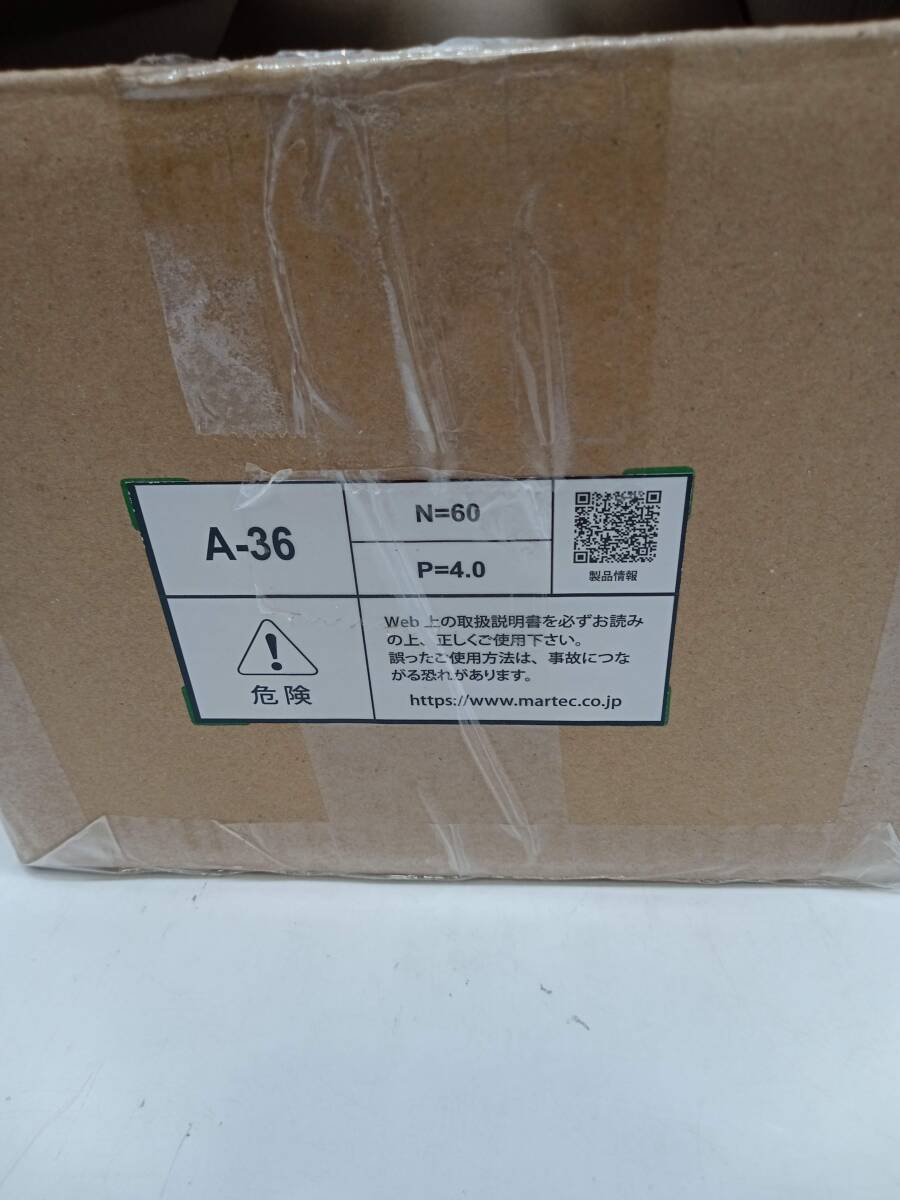 A-36
N=60
P=4.0
製品情報
危険
Web 上の取扱説明書を必ずお読み
の上、正しくご使用下さい。
誤ったご使用方法は、事故につな
がる恐れがあります。
https://www.martec.co.jp